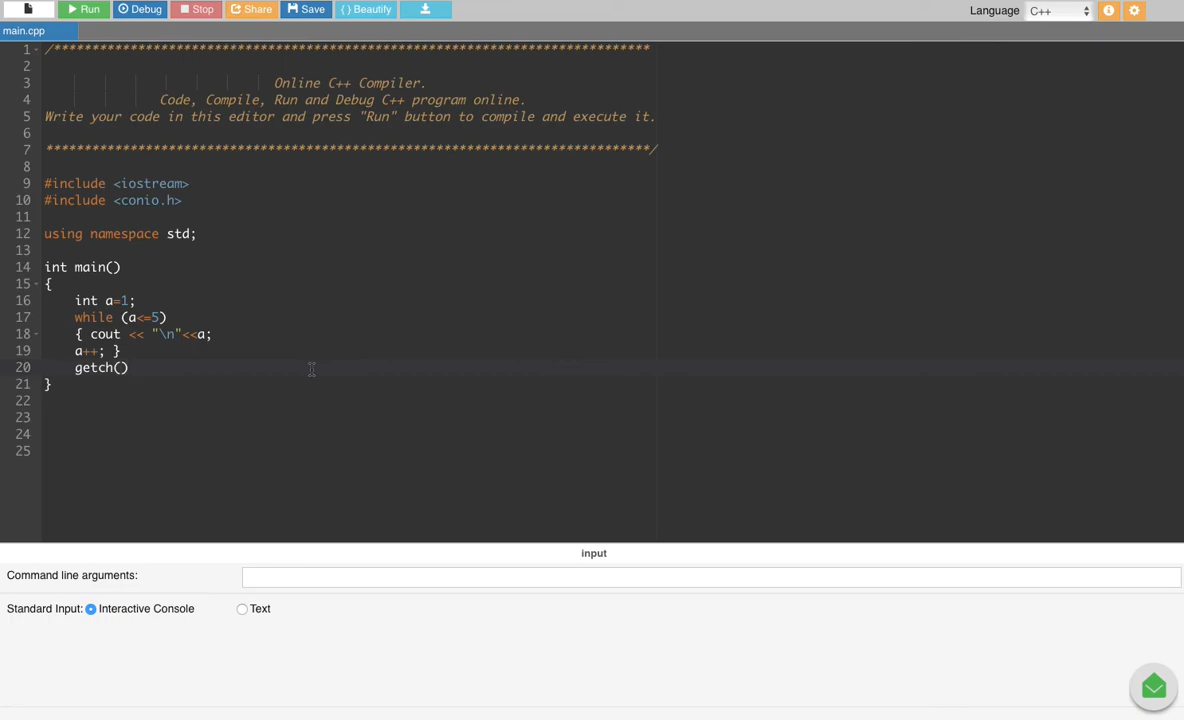 Run Debug Stop Share Save { } Beautify Language C++
main.cpp
1 /******************************************************************************
2
3 Online C++ Compiler.
4 Code, Compile, Run and Debug C++ program online.
5 Write your code in this editor and press "Run" button to compile and execute it.
6
7 *******************************************************************************/
8
9 #include <iostream>
10 #include <conio.h>
11
12 using namespace std;
13
14 int main()
15 {
16 int a=1;
17 while (a<=5)
18 { cout << "\n"<<a;
19 a++; }
20 getch()
21 }
22
23
24
25
input
Command line arguments:
Standard Input: Interactive Console Text